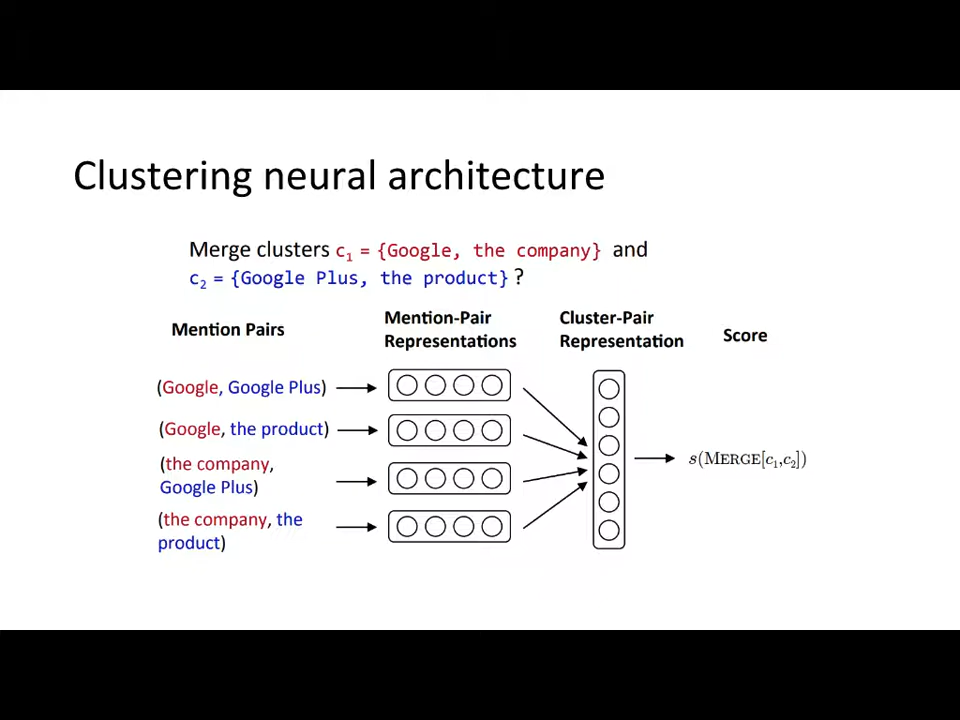 Clustering neural architecture
Merge clusters c₁ = {Google, the company} and
c₂ = {Google Plus, the product} ?
Mention Pairs
Mention-Pair
Representations
Cluster-Pair
Representation
Score
(Google, Google Plus)
(Google, the product)
(the company,
Google Plus)
(the company, the
product)
s(MERGE[c₁,c₂])